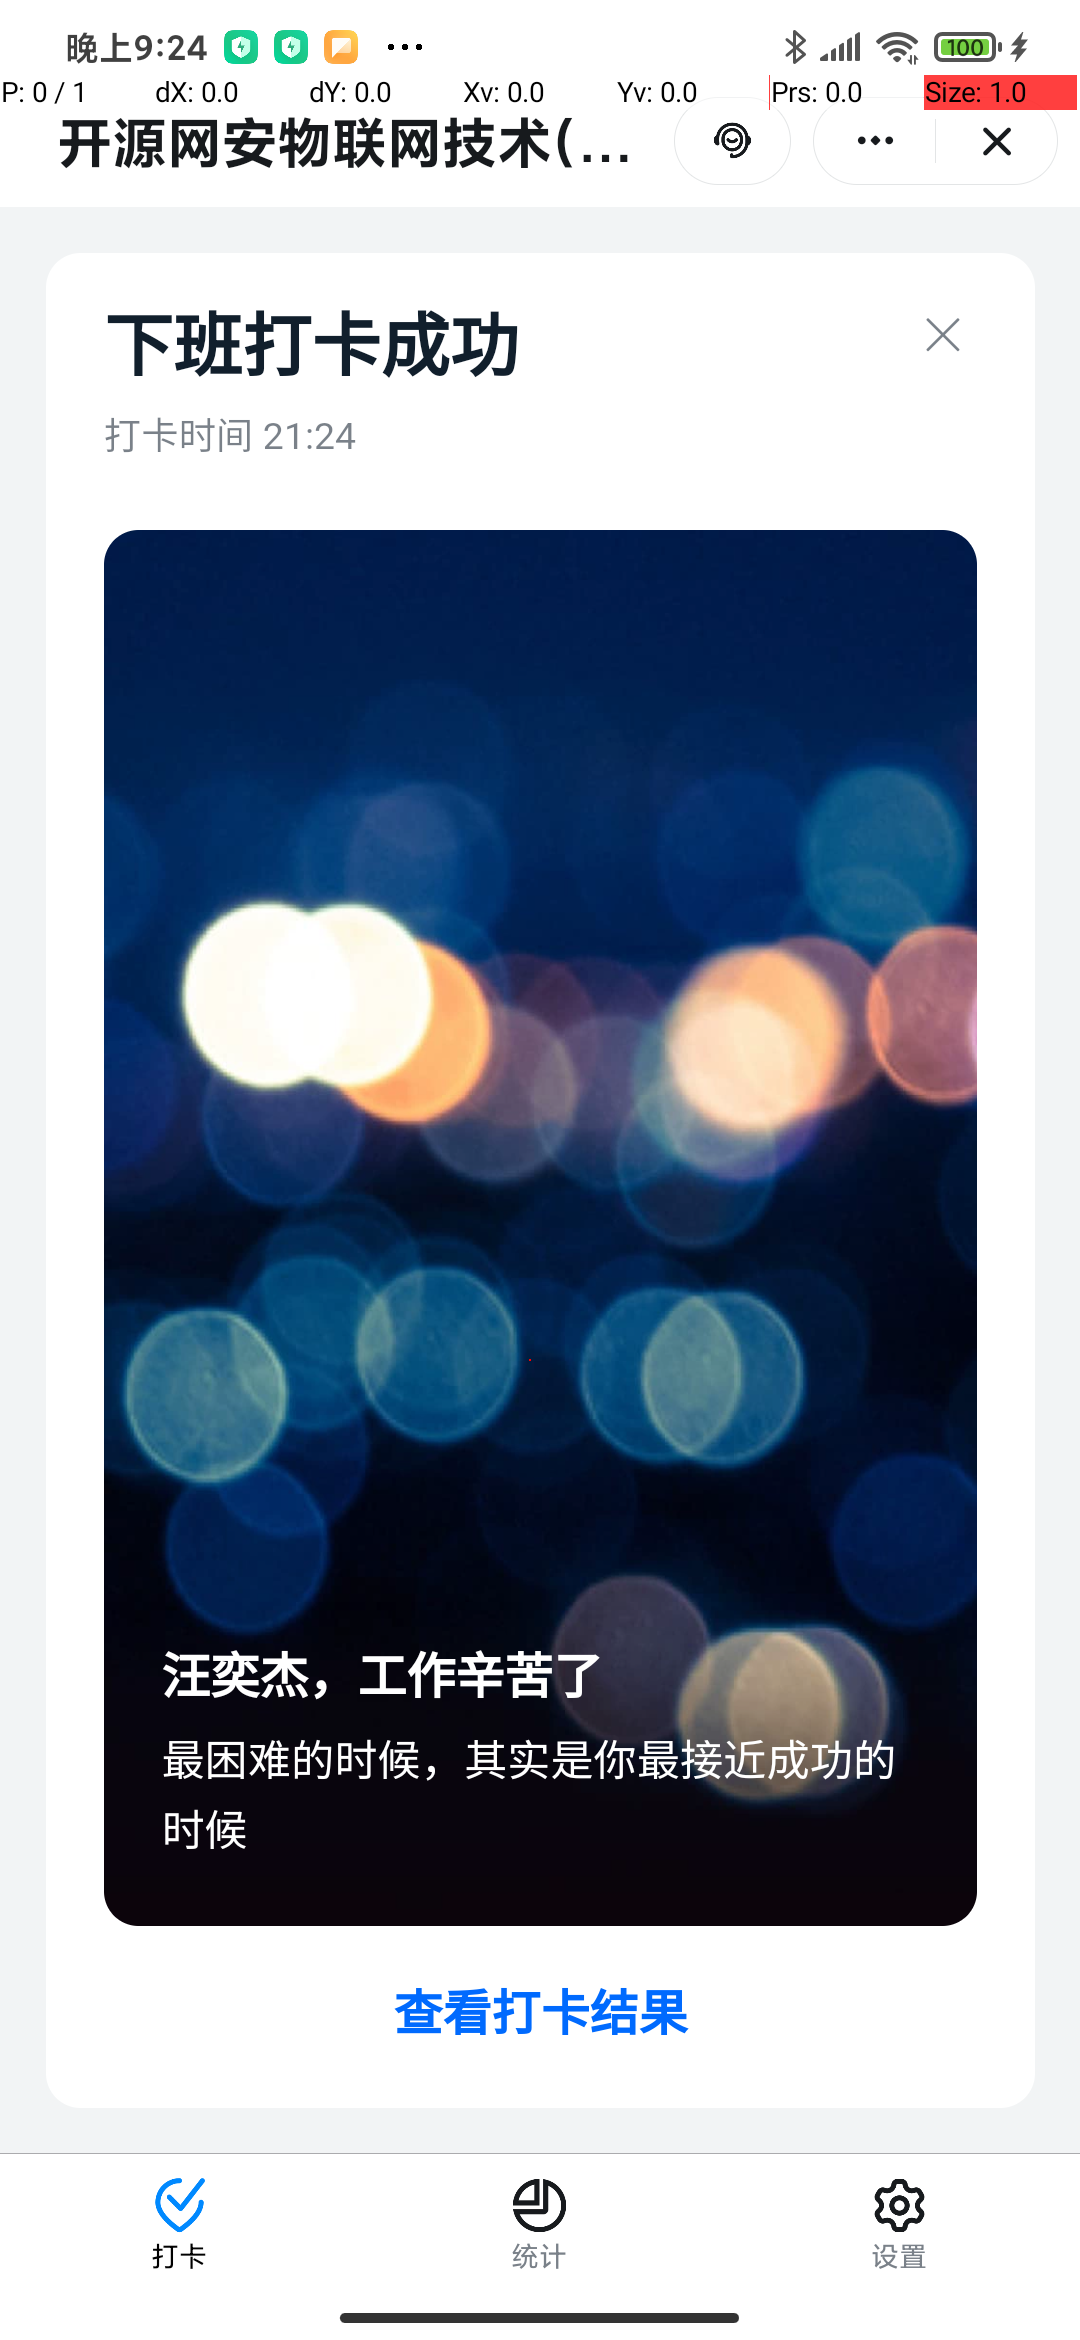 晚上9:24
100
P: 0 / 1 dX: 0.0 dY: 0.0 Xv: 0.0 Yv: 0.0 Prs: 0.0 Size: 1.0
开源网安物联网技术(...
下班打卡成功
打卡时间 21:24
汪奕杰，工作辛苦了
最困难的时候，其实是你最接近成功的
时候
查看打卡结果
打卡 统计 设置